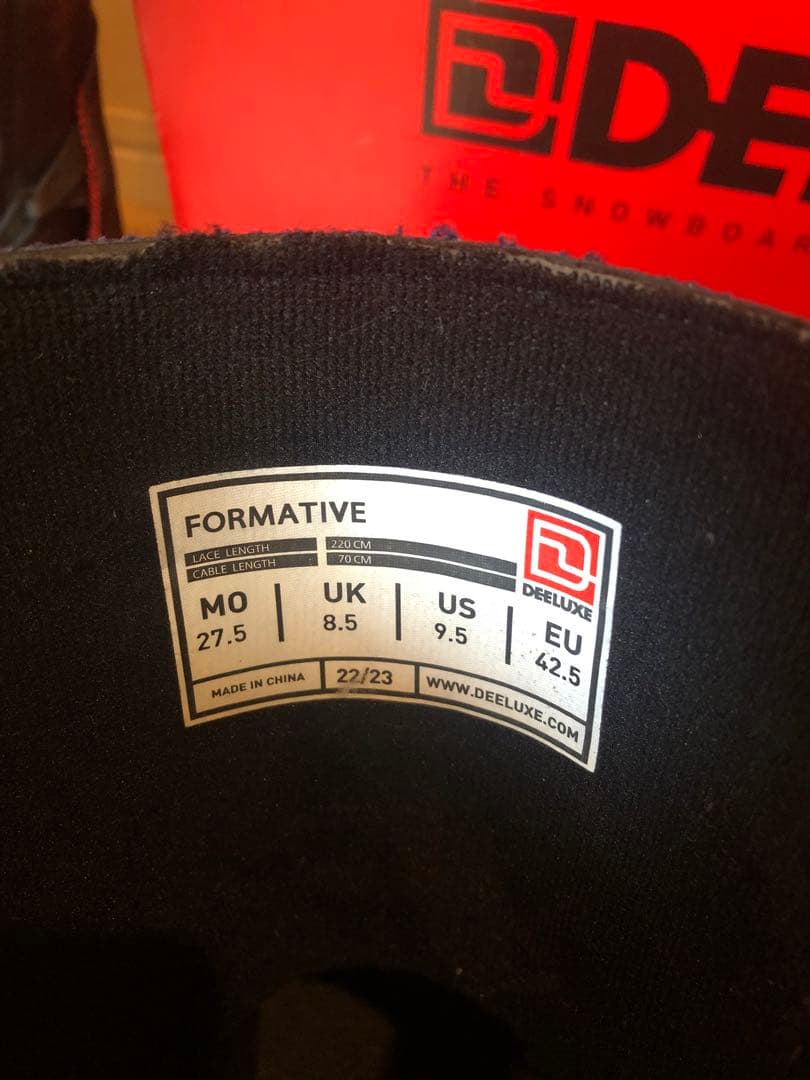 THE SNOWBOAR
FORMATIVE
LACE LENGTH 220 CM
CABLE LENGTH 70 CM
DEELUXE
MO UK US EU
27.5 8.5 9.5 42.5
MADE IN CHINA 22/23 WWW.DEELUXE.COM